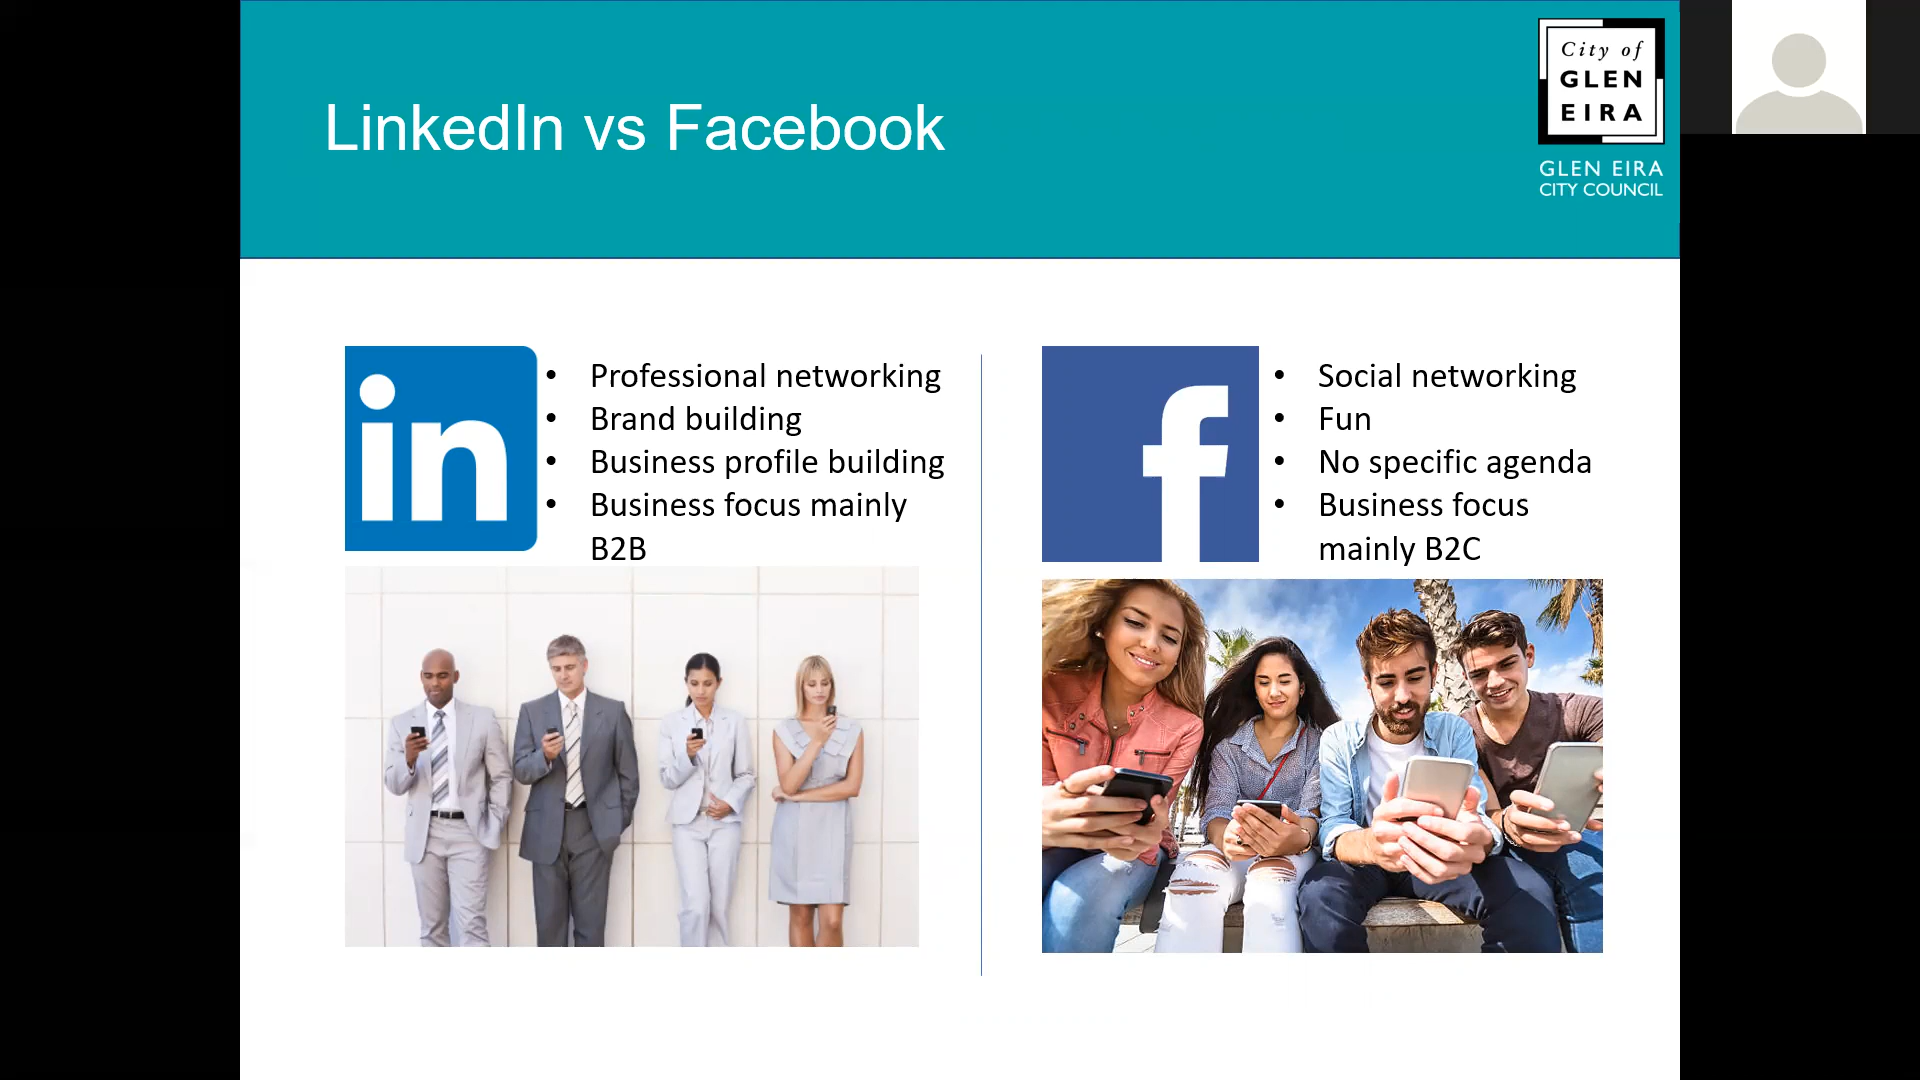 City of
GLEN
EIRA
GLEN EIRA
CITY COUNCIL
LinkedIn vs Facebook
in
• Professional networking
• Brand building
• Business profile building
• Business focus mainly
B2B
f
• Social networking
• Fun
• No specific agenda
• Business focus
mainly B2C